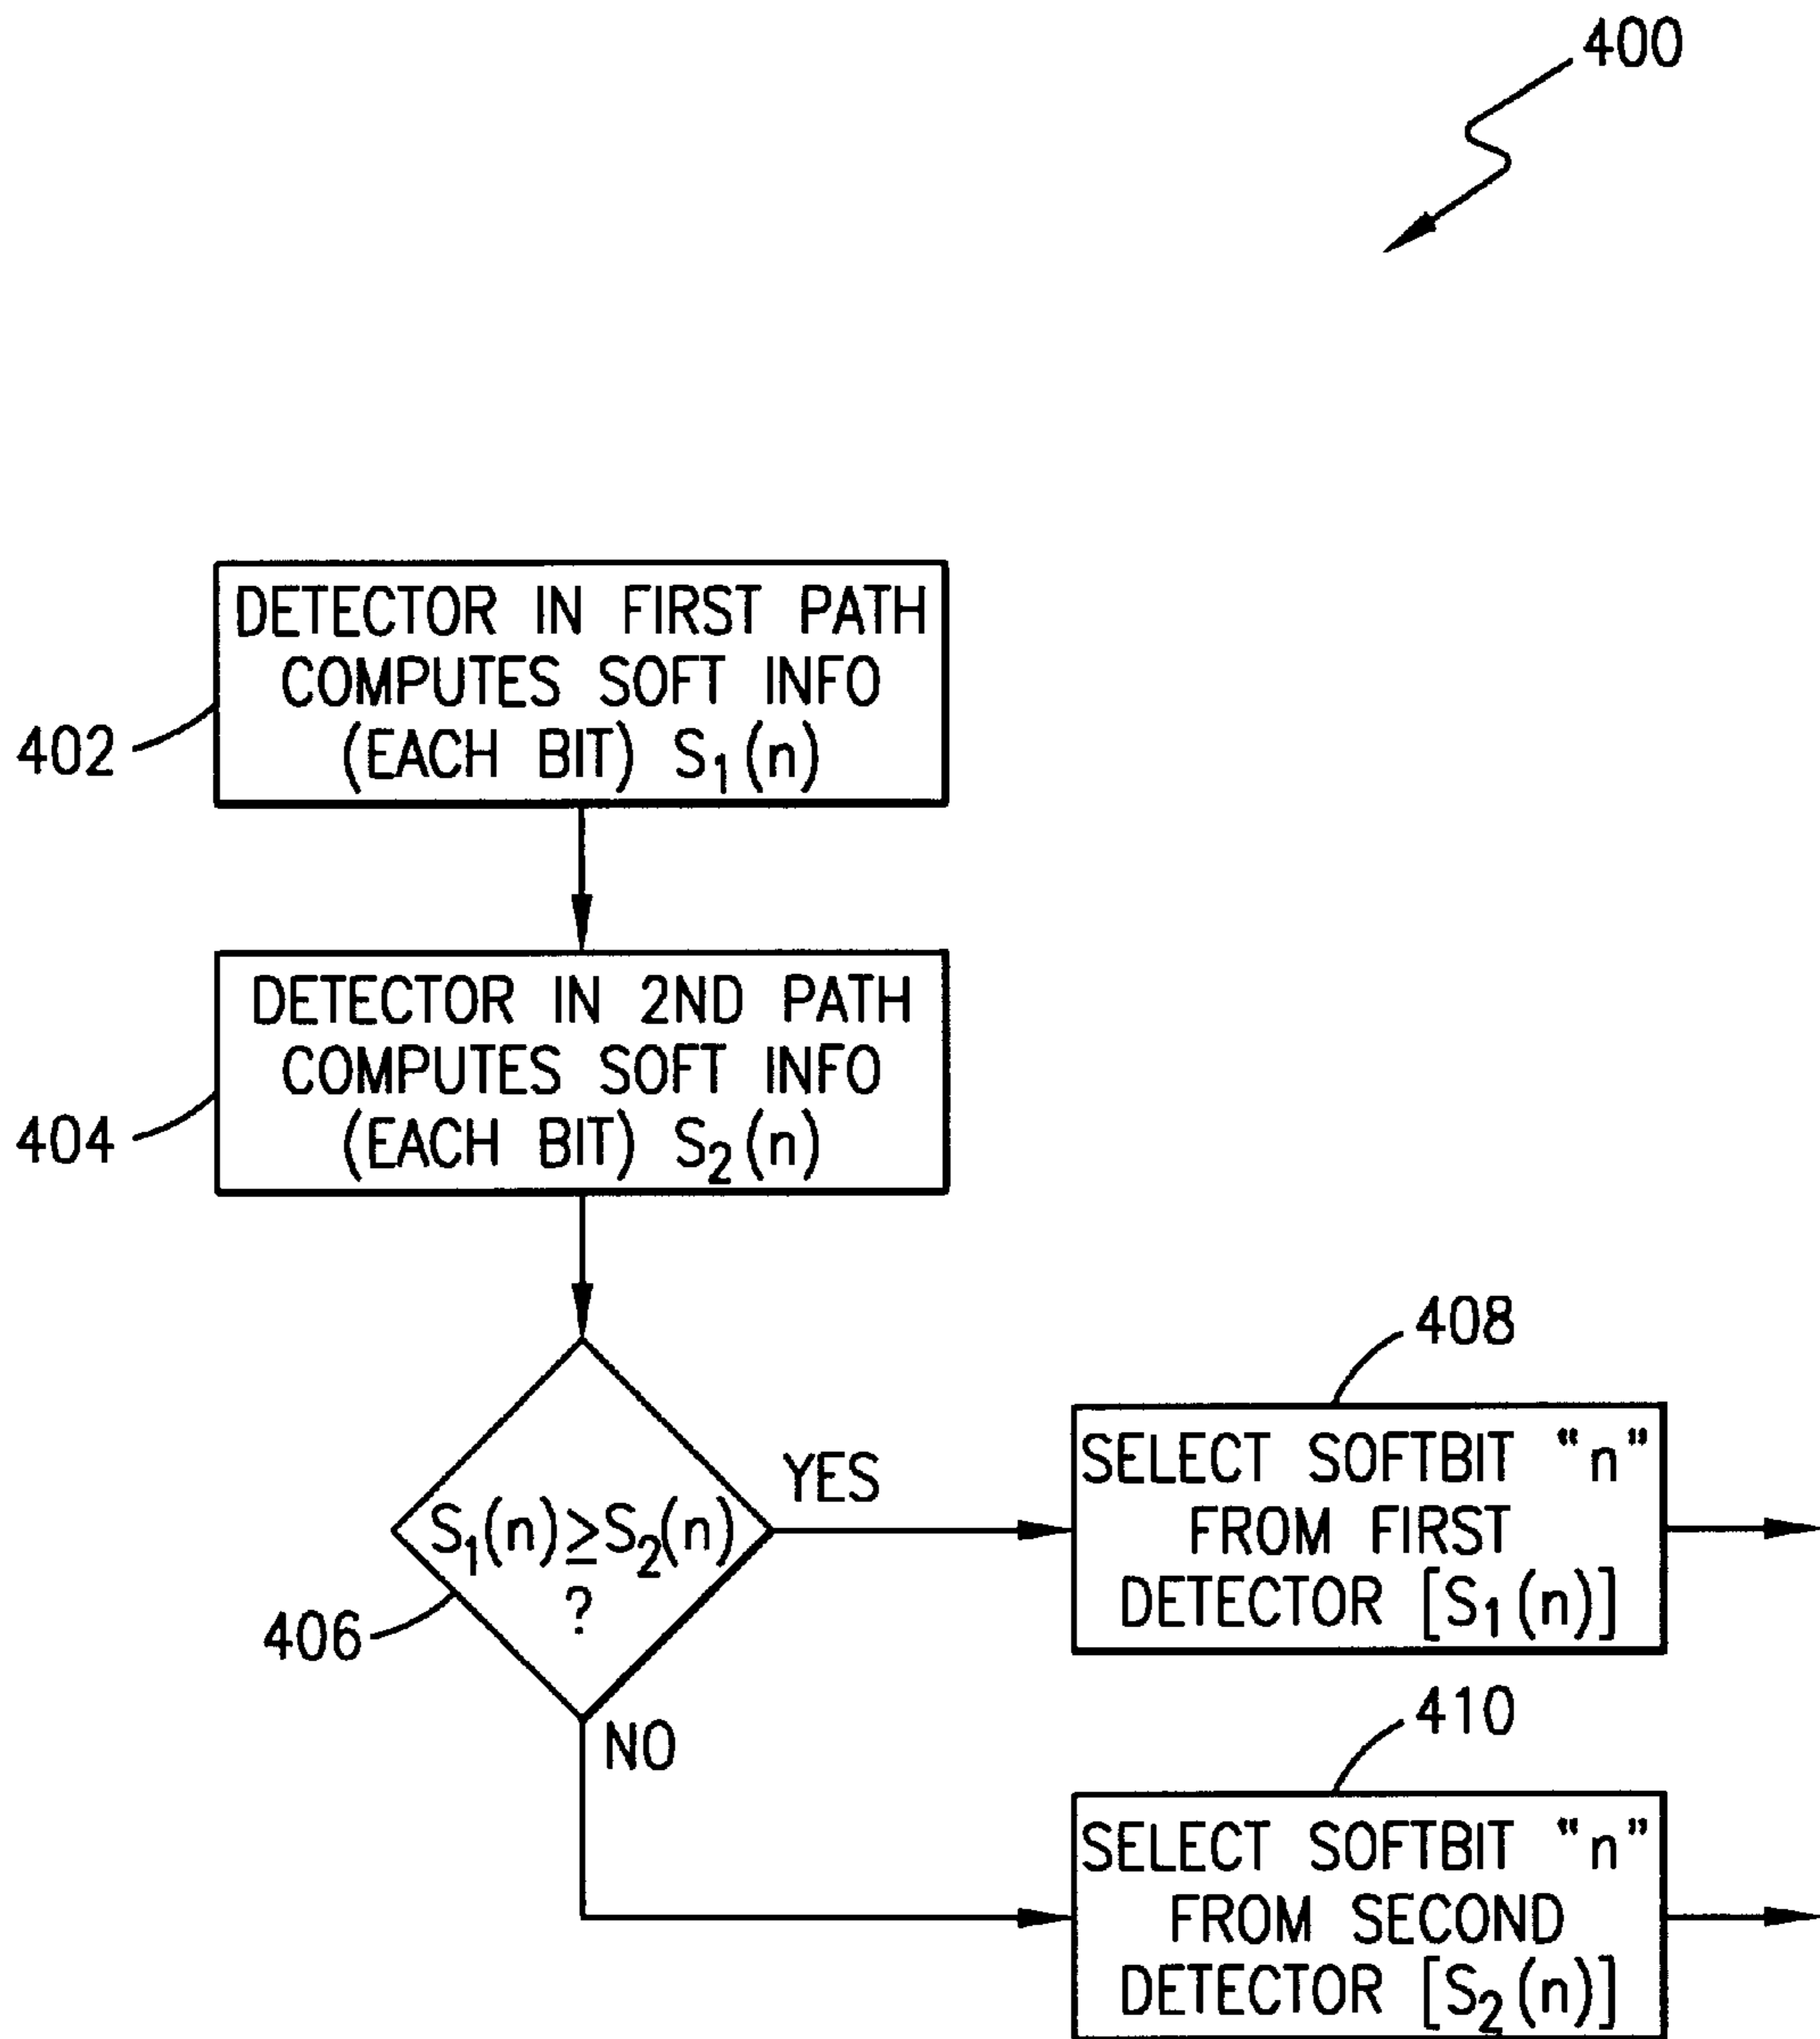 400
DETECTOR IN FIRST PATH
COMPUTES SOFT INFO
(EACH BIT) S₁(n)
402
DETECTOR IN 2ND PATH
COMPUTES SOFT INFO
(EACH BIT) S₂(n)
404
S₁(n)≥S₂(n)
?
406
YES
NO
408
SELECT SOFTBIT “n”
FROM FIRST
DETECTOR [S₁(n)]
410
SELECT SOFTBIT “n”
FROM SECOND
DETECTOR [S₂(n)]